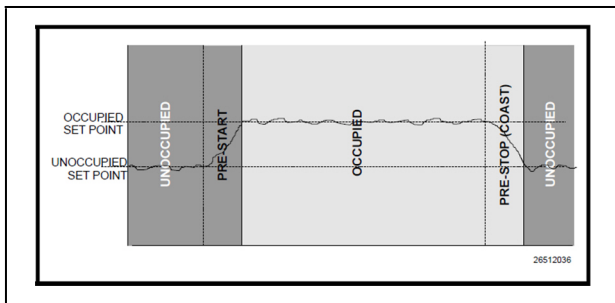 OCCUPIED
SET POINT
UNOCCUPIED
SET POINT
UNOCCUPIED
PRE-START
OCCUPIED
PRE-STOP (COAST)
UNOCCUPIED
26512036